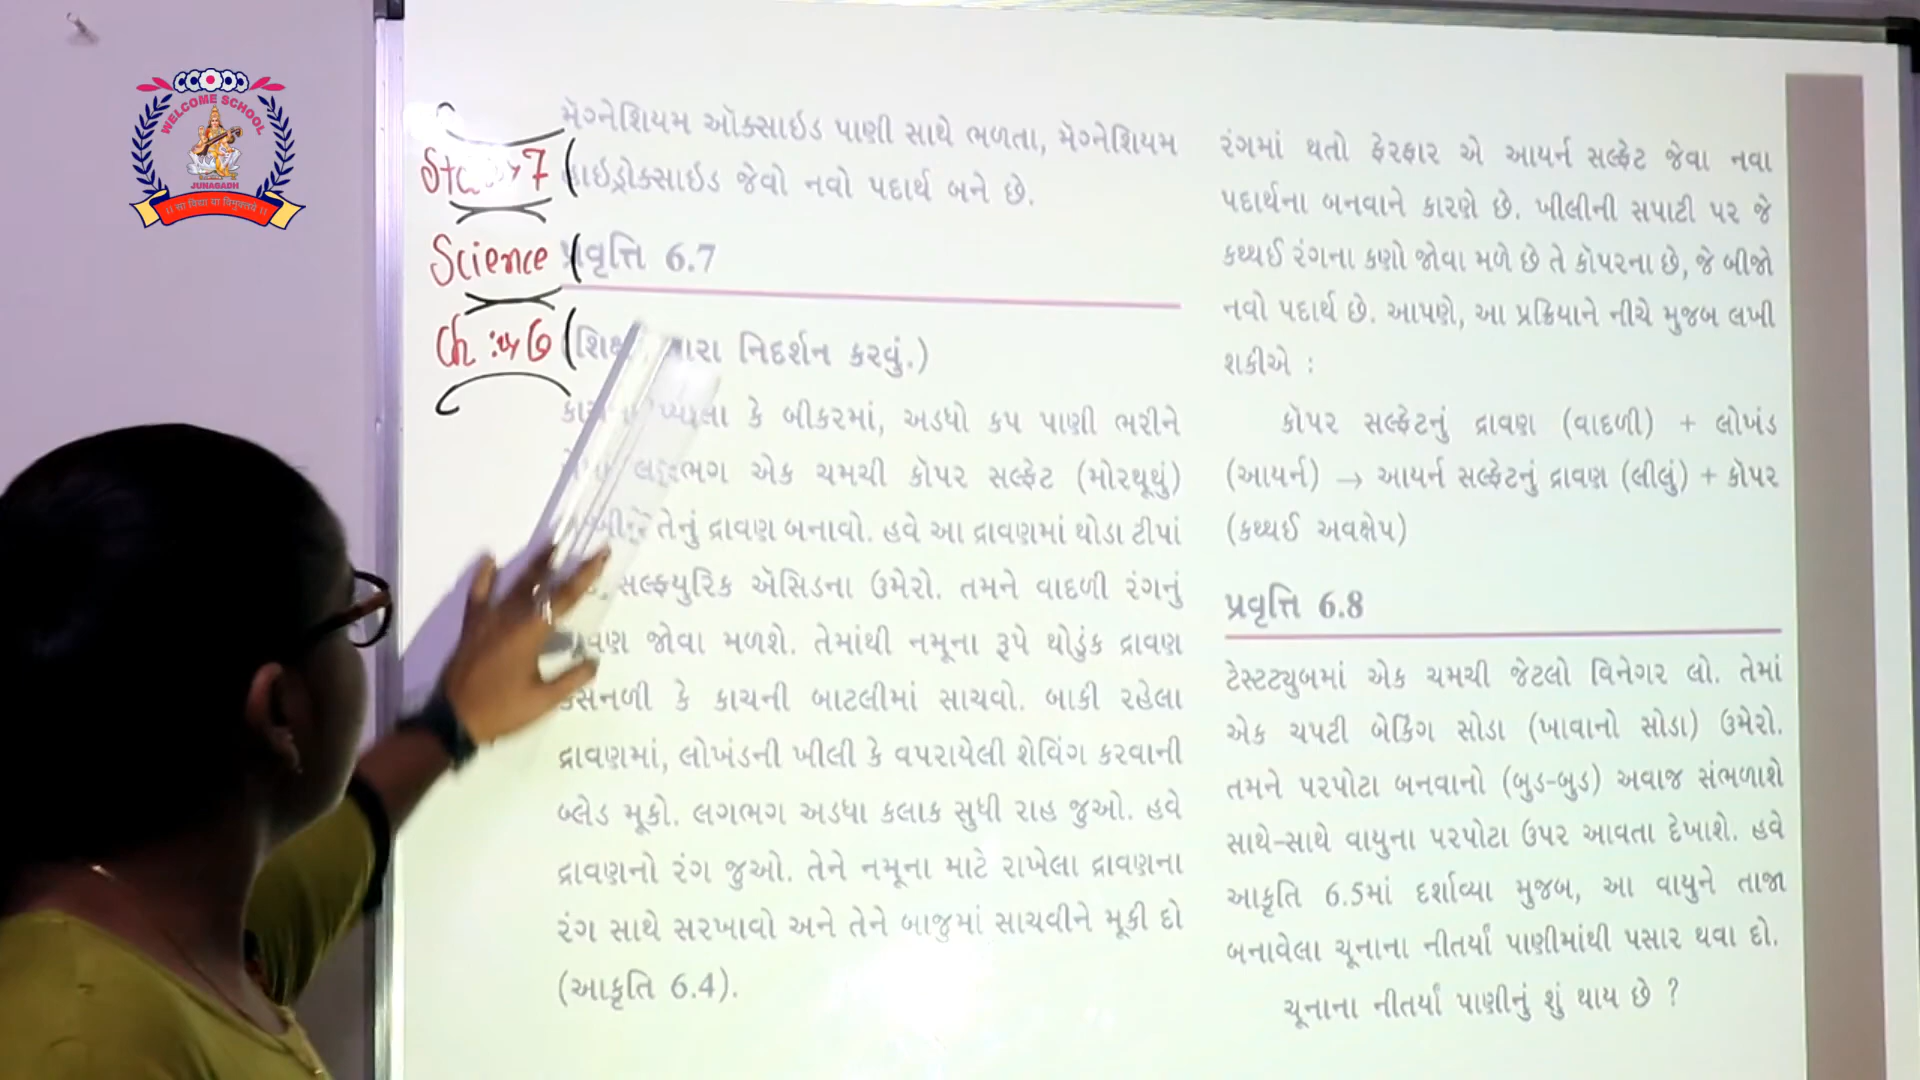 WELCOME SCHOOL
JUNAGADH
।। सा विद्या या विमुक्तये ।।
Std 7
Science
Ch : 6
મૅગ્નેશિયમ ઑક્સાઇડ પાણી સાથે ભળતા, મૅગ્નેશિયમ
હાઇડ્રોક્સાઇડ જેવો નવો પદાર્થ બને છે.
પ્રવૃત્તિ 6.7
નિદર્શન કરવું.)
કે બીકરમાં, અડધો કપ પાણી ભરીને
લગભગ એક ચમચી કૉપર સલ્ફેટ (મોરથૂથું)
તેનું દ્રાવણ બનાવો. હવે આ દ્રાવણમાં થોડા ટીપાં
સલ્ફ્યુરિક ઍસિડના ઉમેરો. તમને વાદળી રંગનું
દ્રાવણ જોવા મળશે. તેમાંથી નમૂના રૂપે થોડુંક દ્રાવણ
કસનળી કે કાચની બાટલીમાં સાચવો. બાકી રહેલા
દ્રાવણમાં, લોખંડની ખીલી કે વપરાયેલી શેવિંગ કરવાની
બ્લેડ મૂકો. લગભગ અડધા કલાક સુધી રાહ જુઓ. હવે
દ્રાવણનો રંગ જુઓ. તેને નમૂના માટે રાખેલા દ્રાવણના
રંગ સાથે સરખાવો અને તેને બાજુમાં સાચવીને મૂકી દો
(આકૃતિ 6.4).
રંગમાં થતો ફેરફાર એ આયર્ન સલ્ફેટ જેવા નવા
પદાર્થના બનવાને કારણે છે. ખીલીની સપાટી પર જે
કથ્થઈ રંગના કણો જોવા મળે છે તે કૉપરના છે, જે બીજો
નવો પદાર્થ છે. આપણે, આ પ્રક્રિયાને નીચે મુજબ લખી
શકીએ :
કૉપર સલ્ફેટનું દ્રાવણ (વાદળી) + લોખંડ
(આયર્ન) → આયર્ન સલ્ફેટનું દ્રાવણ (લીલું) + કૉપર
(કથ્થઈ અવક્ષેપ)
પ્રવૃત્તિ 6.8
ટેસ્ટટ્યુબમાં એક ચમચી જેટલો વિનેગર લો. તેમાં
એક ચપટી બેકિંગ સોડા (ખાવાનો સોડા) ઉમેરો.
તમને પરપોટા બનવાનો (બુડ-બુડ) અવાજ સંભળાશે
સાથે-સાથે વાયુના પરપોટા ઉપર આવતા દેખાશે. હવે
આકૃતિ 6.5માં દર્શાવ્યા મુજબ, આ વાયુને તાજા
બનાવેલા ચૂનાના નીતર્યાં પાણીમાંથી પસાર થવા દો.
ચૂનાના નીતર્યાં પાણીનું શું થાય છે ?